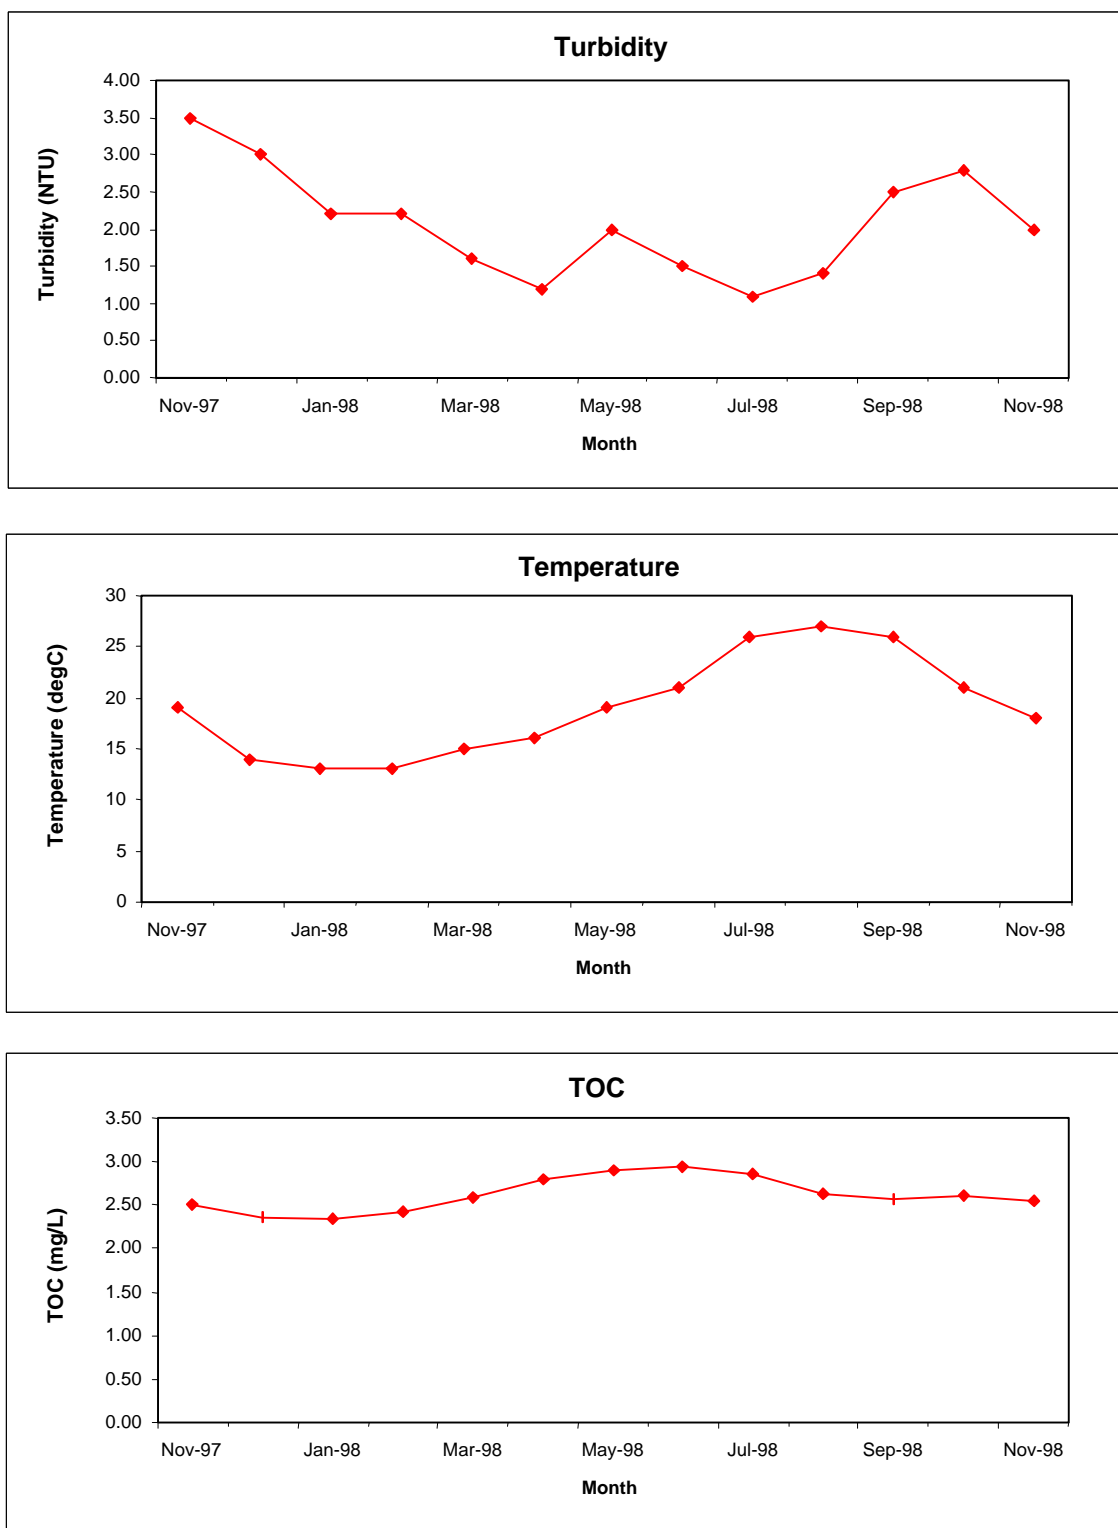 Turbidity
4.00
3.50
3.00
2.50
2.00
1.50
1.00
0.50
0.00
Turbidity (NTU)
Nov-97 Jan-98 Mar-98 May-98 Jul-98 Sep-98 Nov-98
Month
Temperature
30
25
20
15
10
5
0
Temperature (degC)
Nov-97 Jan-98 Mar-98 May-98 Jul-98 Sep-98 Nov-98
Month
TOC
3.50
3.00
2.50
2.00
1.50
1.00
0.50
0.00
TOC (mg/L)
Nov-97 Jan-98 Mar-98 May-98 Jul-98 Sep-98 Nov-98
Month